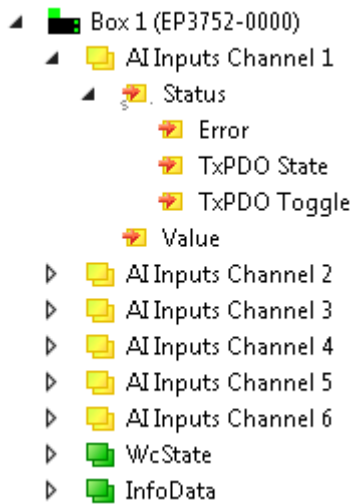 Box 1 (EP3752-0000)
AI Inputs Channel 1
Status
Error
TxPDO State
TxPDO Toggle
Value
AI Inputs Channel 2
AI Inputs Channel 3
AI Inputs Channel 4
AI Inputs Channel 5
AI Inputs Channel 6
WcState
InfoData